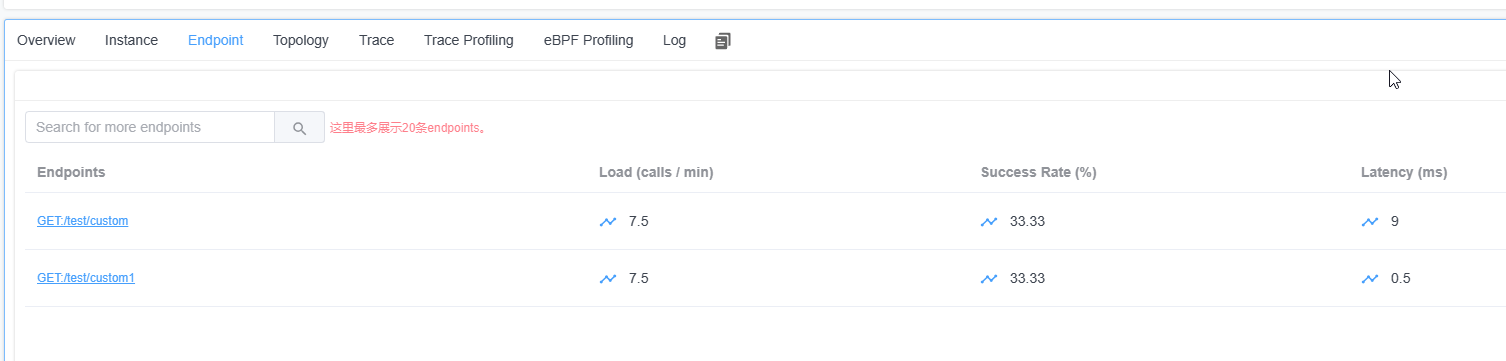 Overview Instance Endpoint Topology Trace Trace Profiling eBPF Profiling Log
Search for more endpoints 这里最多展示20条endpoints。
Endpoints Load (calls / min) Success Rate (%) Latency (ms)
GET:/test/custom 7.5 33.33 9
GET:/test/custom1 7.5 33.33 0.5